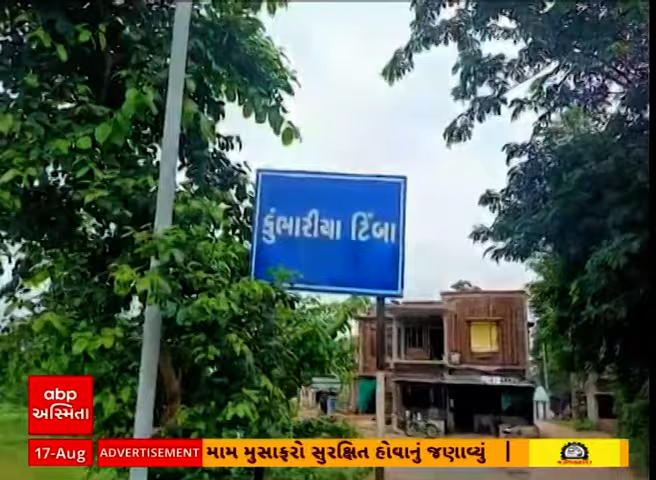 કુંભારીયા ટિંબા
abp
અસ્મિતા
17-Aug
ADVERTISEMENT
મામ મુસાફરો સુરક્ષિત હોવાનું જણાવ્યું |